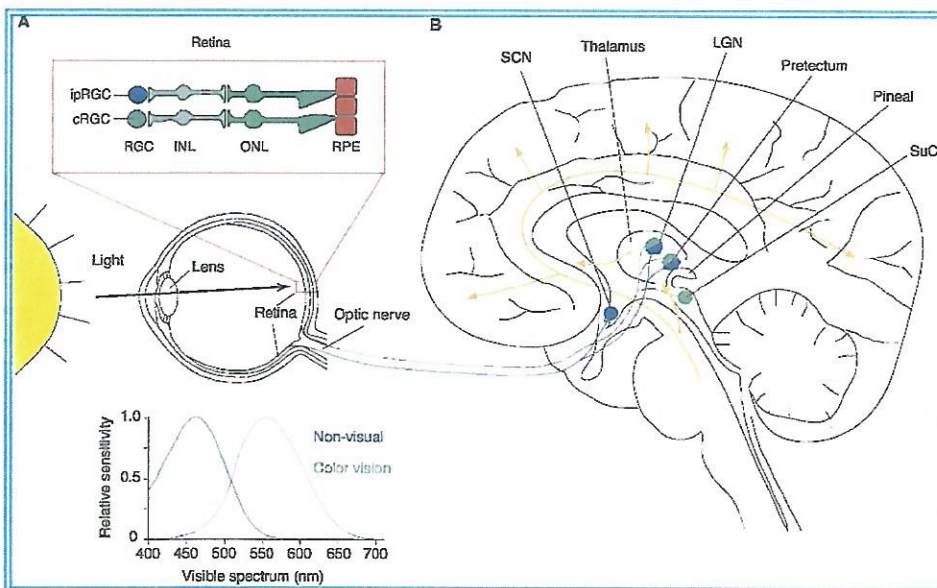 A
Retina
ipRGC
cRGC
RGC INL ONL RPE
Light
Lens
Retina
Optic nerve
1.0
0.5
0
Relative sensitivity
Non-visual
Color vision
400 450 500 550 600 650 700
Visible spectrum (nm)
B
SCN
Thalamus
LGN
Pretectum
Pineal
SuC